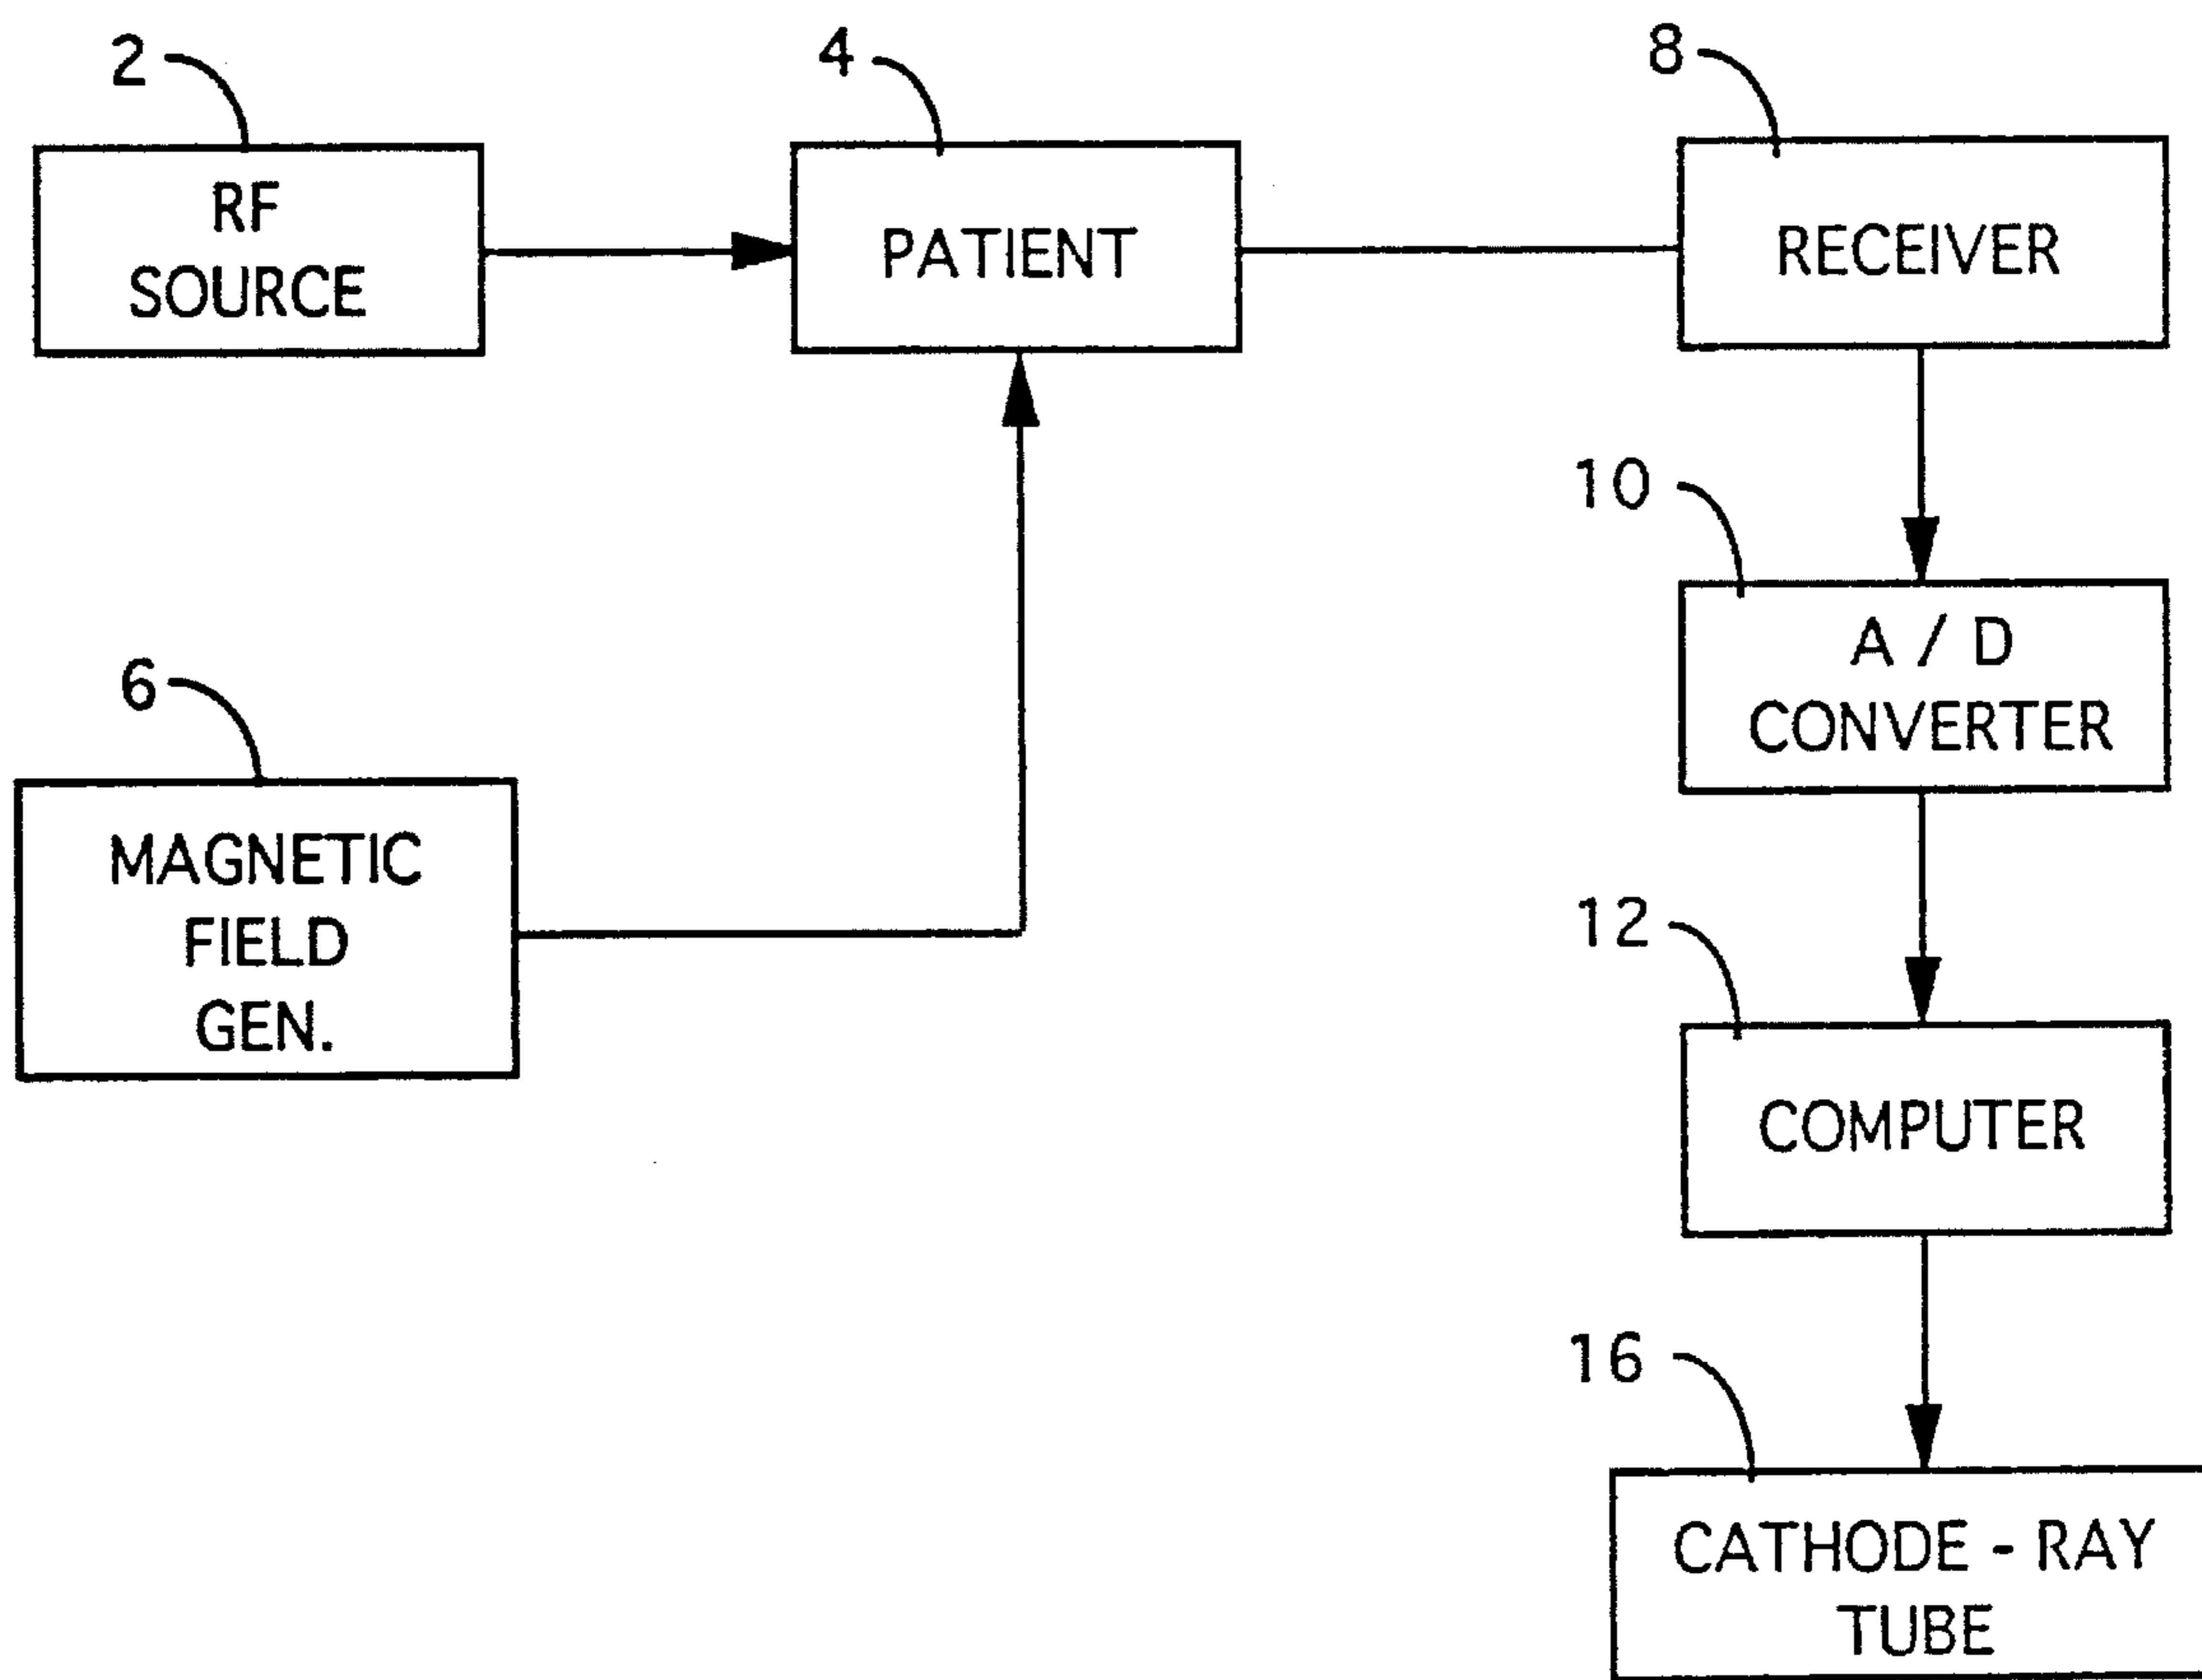 2
4
8
RF
SOURCE
PATIENT
RECEIVER
10
A / D
CONVERTER
6
MAGNETIC
FIELD
GEN.
12
COMPUTER
16
CATHODE - RAY
TUBE